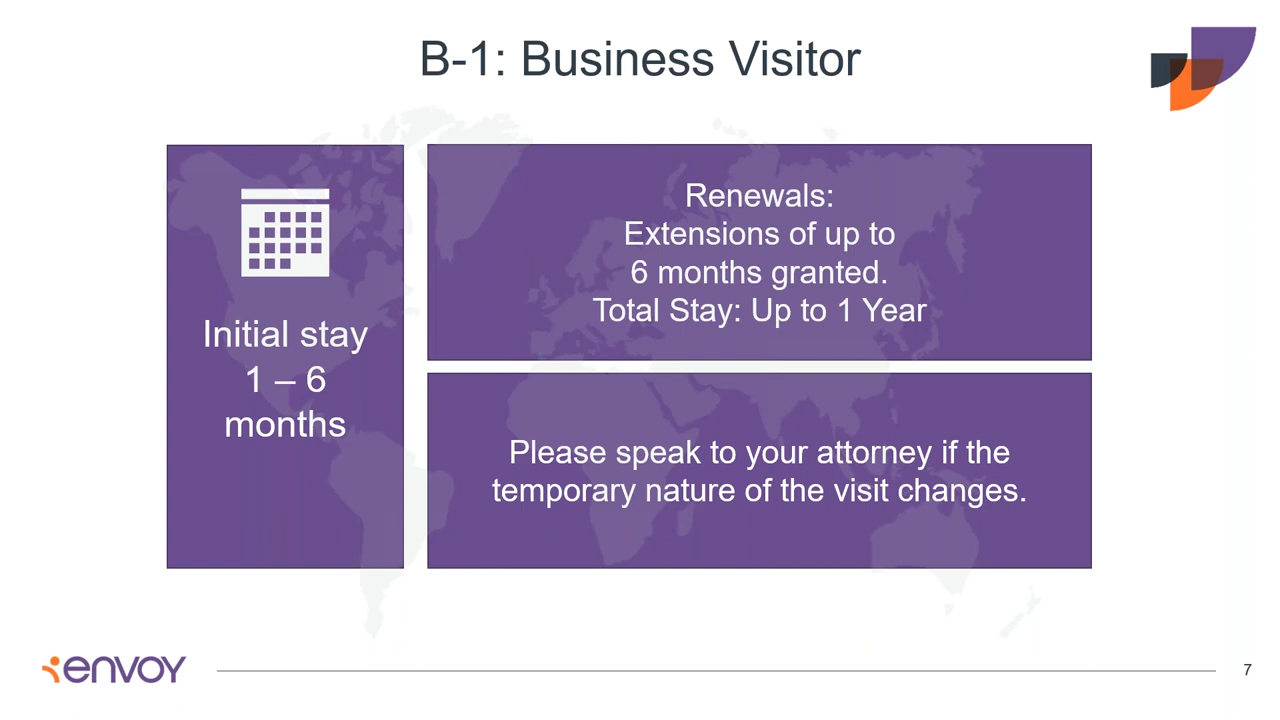 B-1: Business Visitor
Initial stay
1 – 6
months
Renewals:
Extensions of up to
6 months granted.
Total Stay: Up to 1 Year
Please speak to your attorney if the
temporary nature of the visit changes.
envoy
7